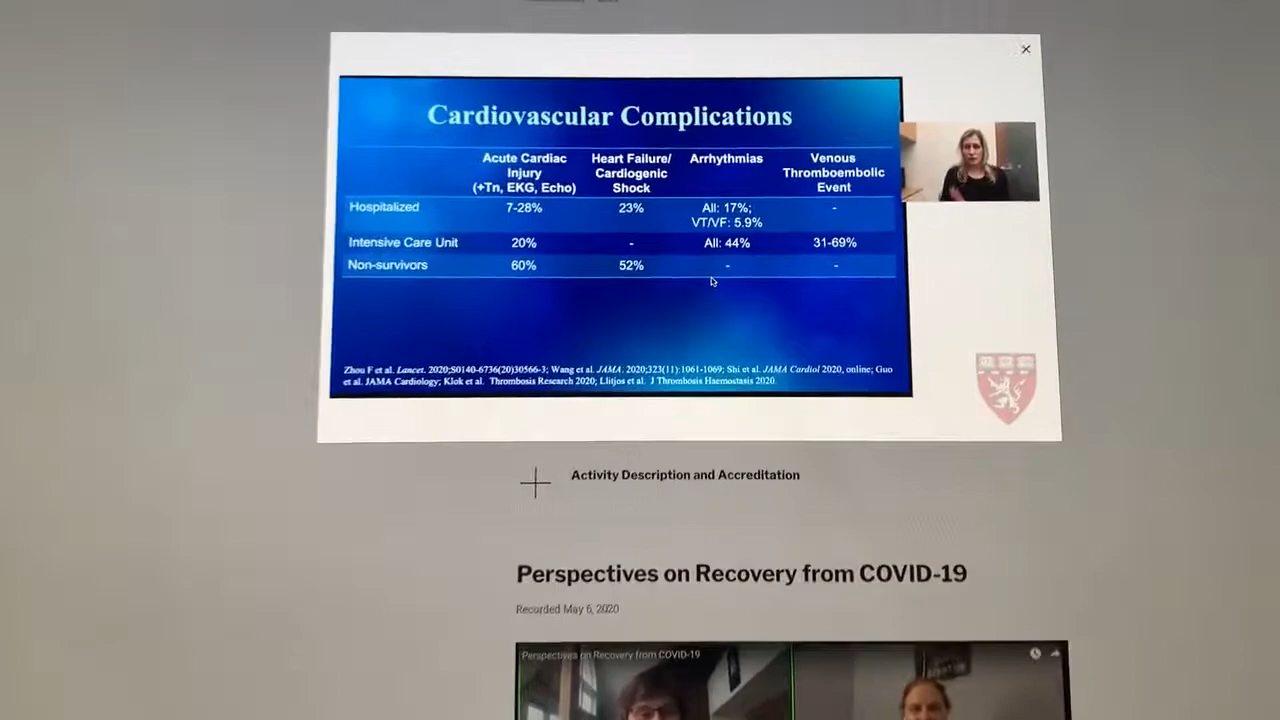 Cardiovascular Complications
Acute Cardiac Injury (+Tn, EKG, Echo) Heart Failure/ Cardiogenic Shock Arrhythmias Venous Thromboembolic Event
Hospitalized 7-28% 23% All: 17%; VT/VF: 5.9% -
Intensive Care Unit 20% - All: 44% 31-69%
Non-survivors 60% 52% - -
Zhou F et al. Lancet. 2020;S0140-6736(20)30566-3; Wang et al. JAMA. 2020;323(11):1061-1069; Shi et al. JAMA Cardiol 2020, online; Guo
et al. JAMA Cardiology; Klok et al. Thrombosis Research 2020; Llitjos et al. J Thrombosis Haemostasis 2020.
Activity Description and Accreditation
Perspectives on Recovery from COVID-19
Recorded May 6, 2020
Perspectives on Recovery from COVID-19